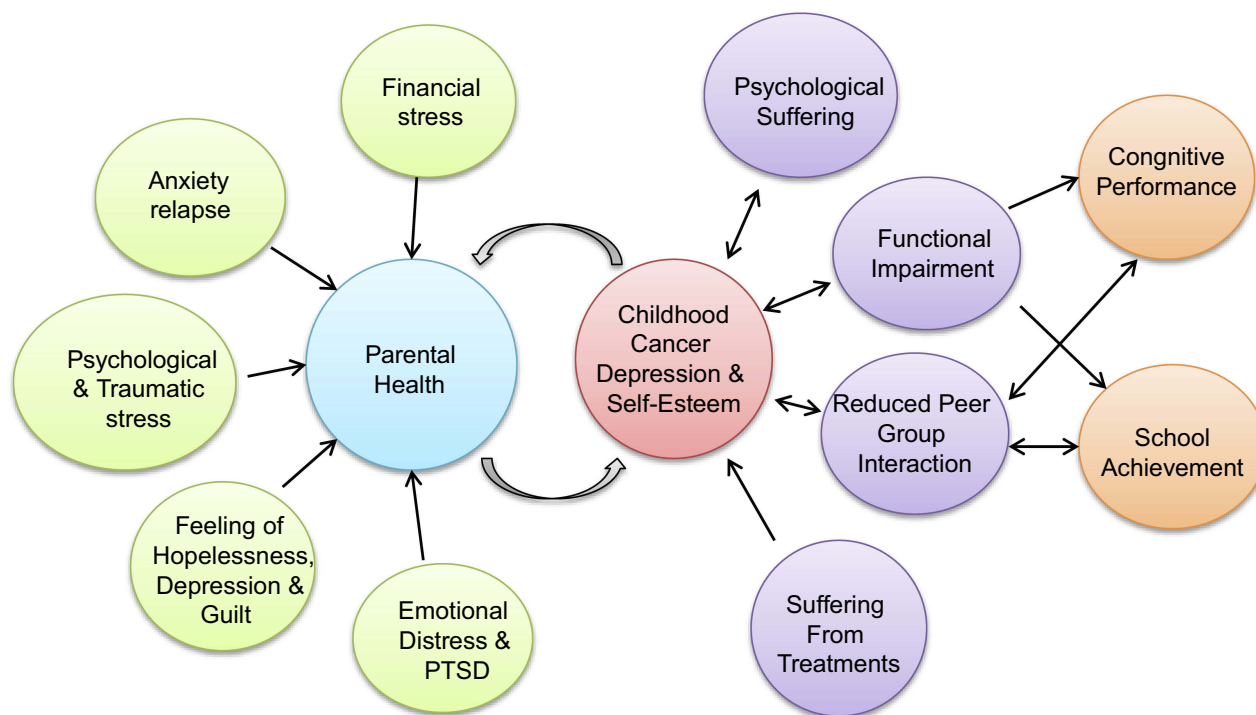 Financial
stress
Anxiety
relapse
Psychological
& Traumatic
stress
Feeling of
Hopelessness,
Depression &
Guilt
Emotional
Distress &
PTSD
Parental
Health
Childhood
Cancer
Depression &
Self-Esteem
Psychological
Suffering
Functional
Impairment
Reduced Peer
Group
Interaction
Suffering
From
Treatments
Congnitive
Performance
School
Achievement